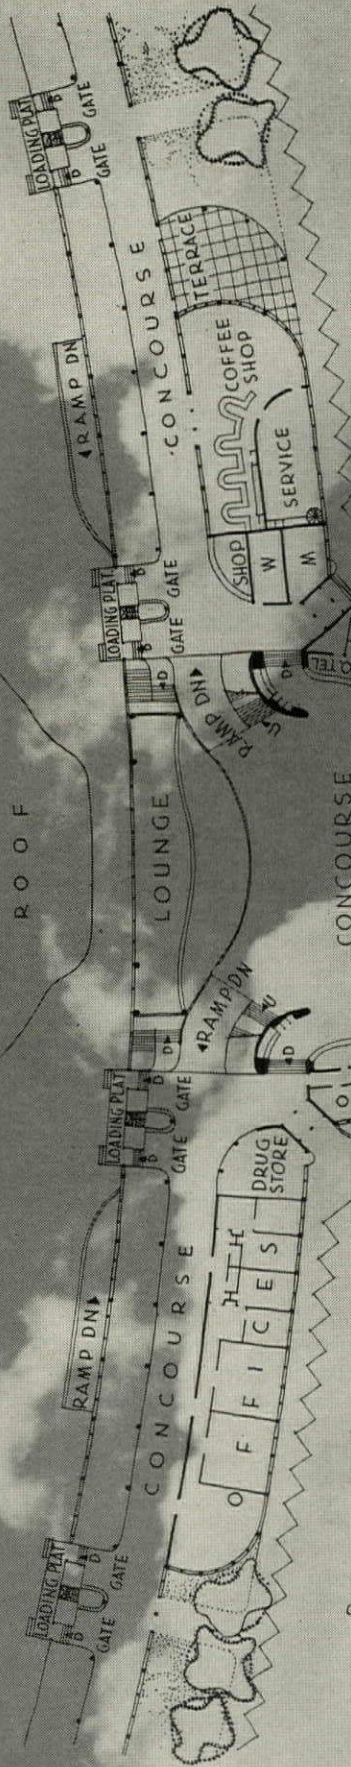 ROOF
LOADING PLAT
D
D
GATE
GATE
RAMP DN
CONCOURSE
OFFICES
DRUG
STORE
LOADING PLAT
D
D
GATE
GATE
D
LOUNGE
D
RAMP DN
U
D
O
CONCOURSE
RAMP DN
U
D
OTEL
LOADING PLAT
D
D
GATE
GATE
RAMP DN
CONCOURSE
SHOP
W
M
COFFEE
SHOP
SERVICE
TERRACE
LOADING PLAT
D
D
GATE
GATE